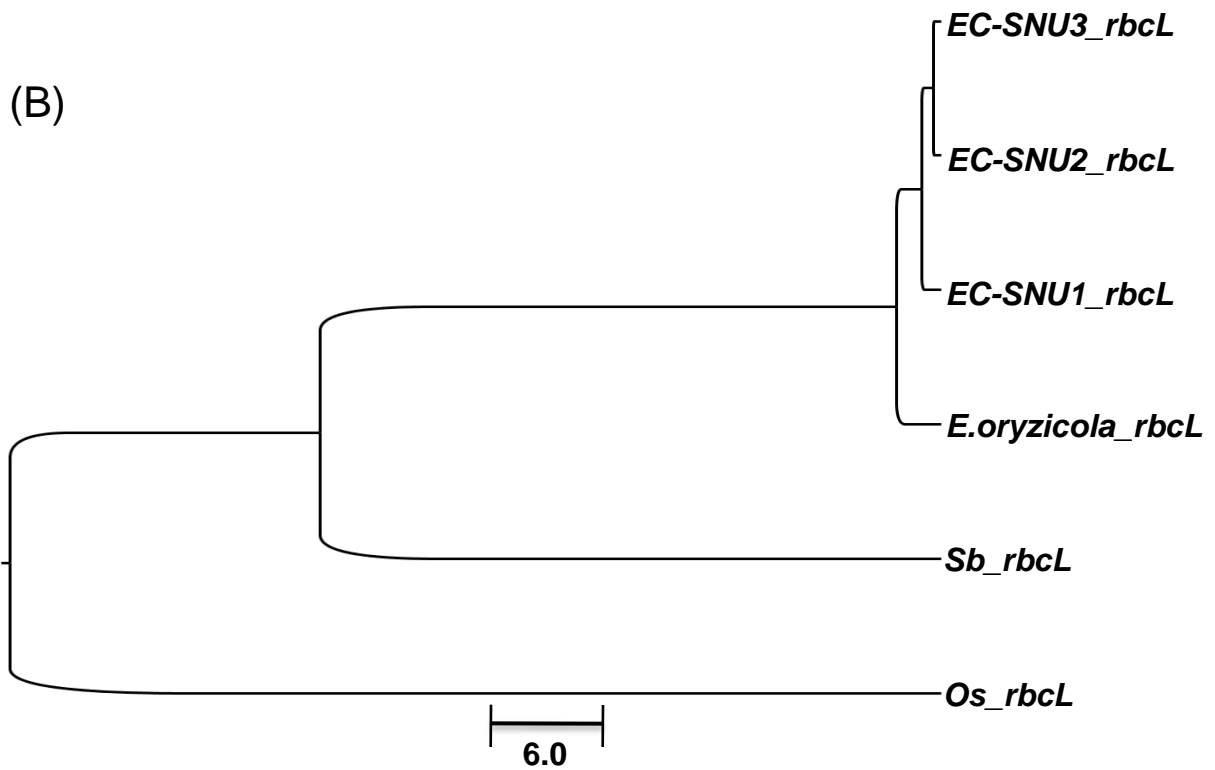 EC-SNU3_rbcL
(B)
EC-SNU2_rbcL
EC-SNU1_rbcL
E.oryzicola_rbcL
Sb_rbcL
Os_rbcL
6.0